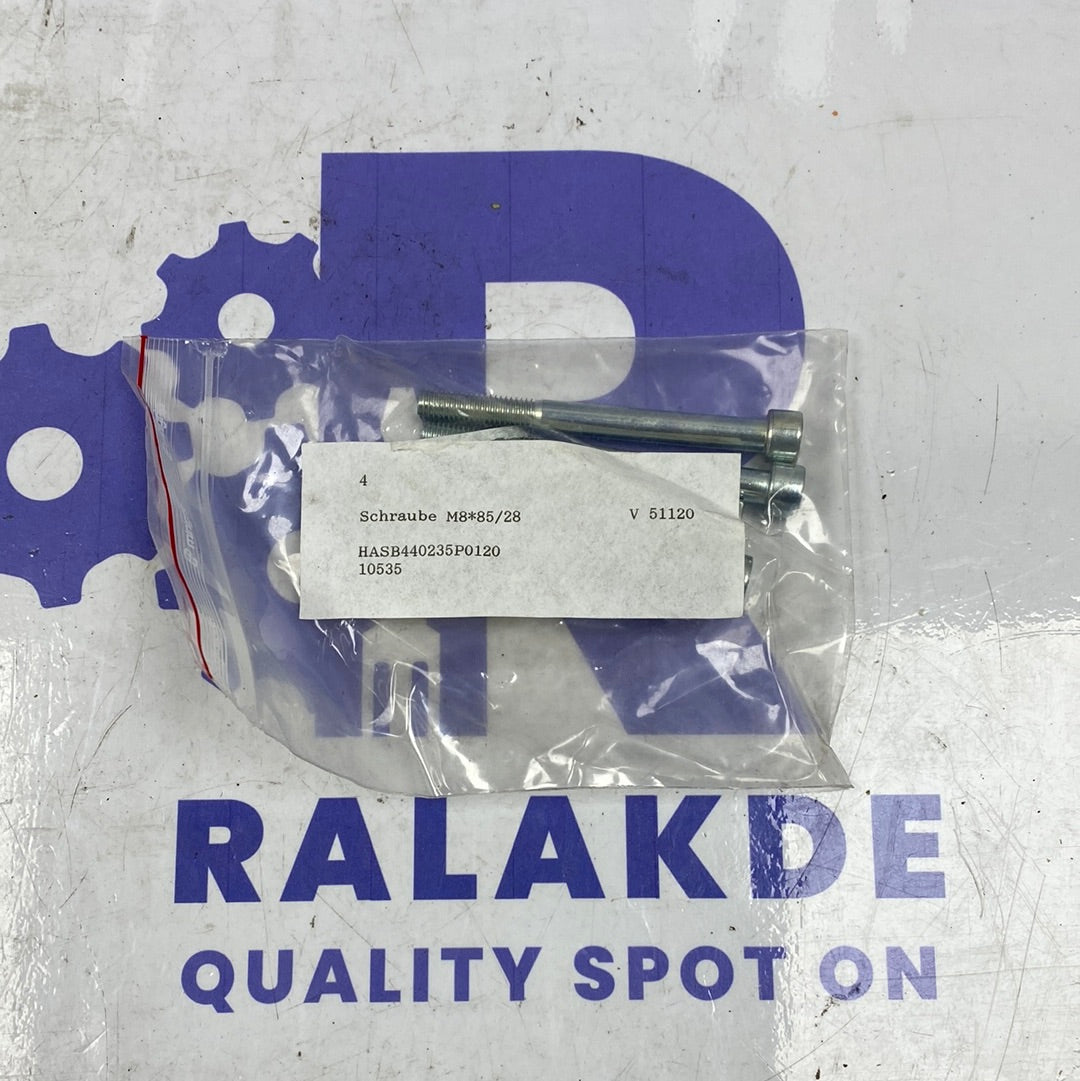 4
Schraube M8*85/28 V 51120
HASB440235P0120
10535
RALAKDE
QUALITY SPOT ON